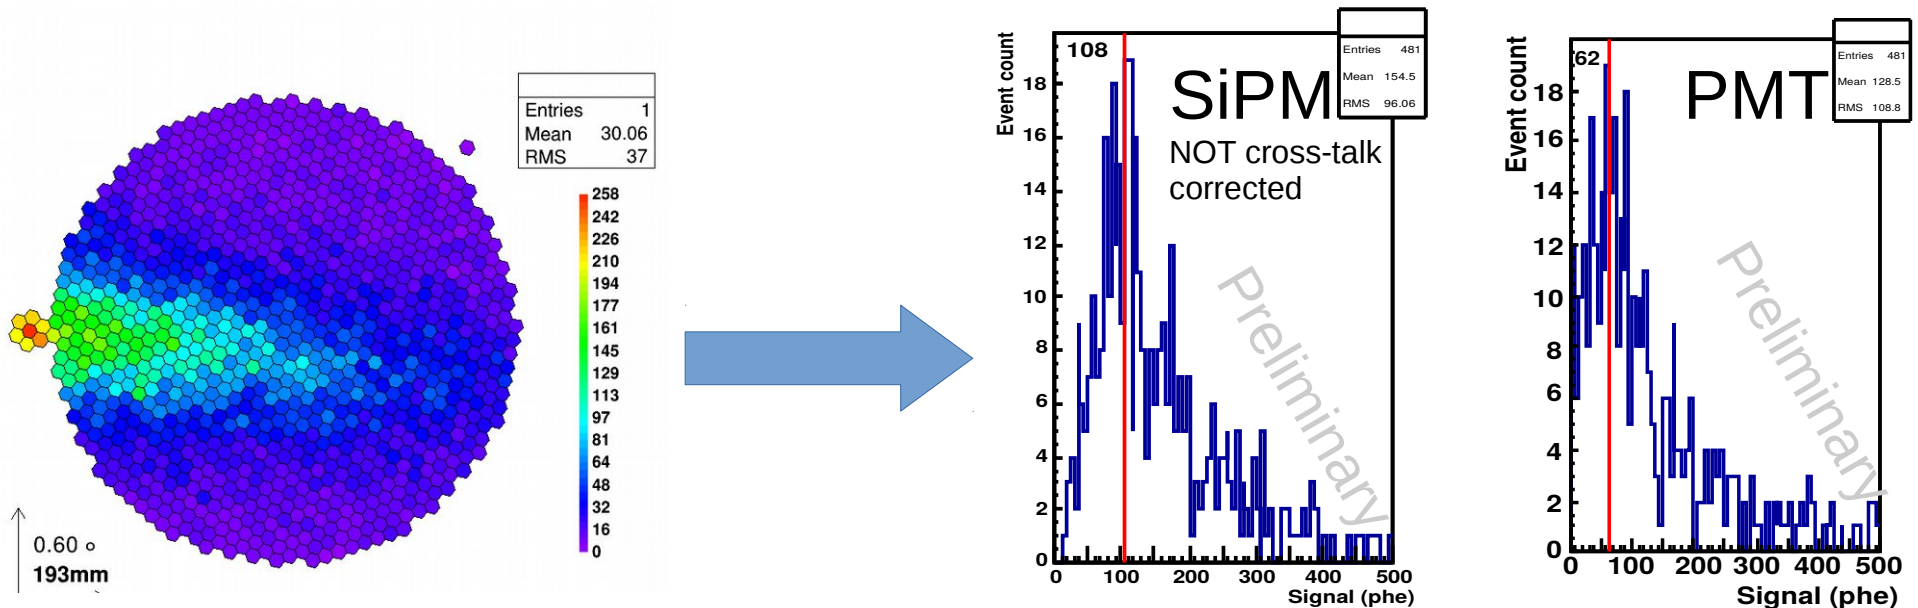 Entries 1
Mean 30.06
RMS 37
258
242
226
210
194
177
161
145
129
113
97
81
64
48
32
16
0
0.60 o
193mm
Event count
108
SiPM
NOT cross-talk
corrected
Entries 481
Mean 154.5
RMS 96.06
Preliminary
18
16
14
12
10
8
6
4
2
0
0 100 200 300 400 500
Signal (phe)
Event count
62
PMT
Entries 481
Mean 128.5
RMS 108.8
Preliminary
18
16
14
12
10
8
6
4
2
0
0 100 200 300 400 500
Signal (phe)